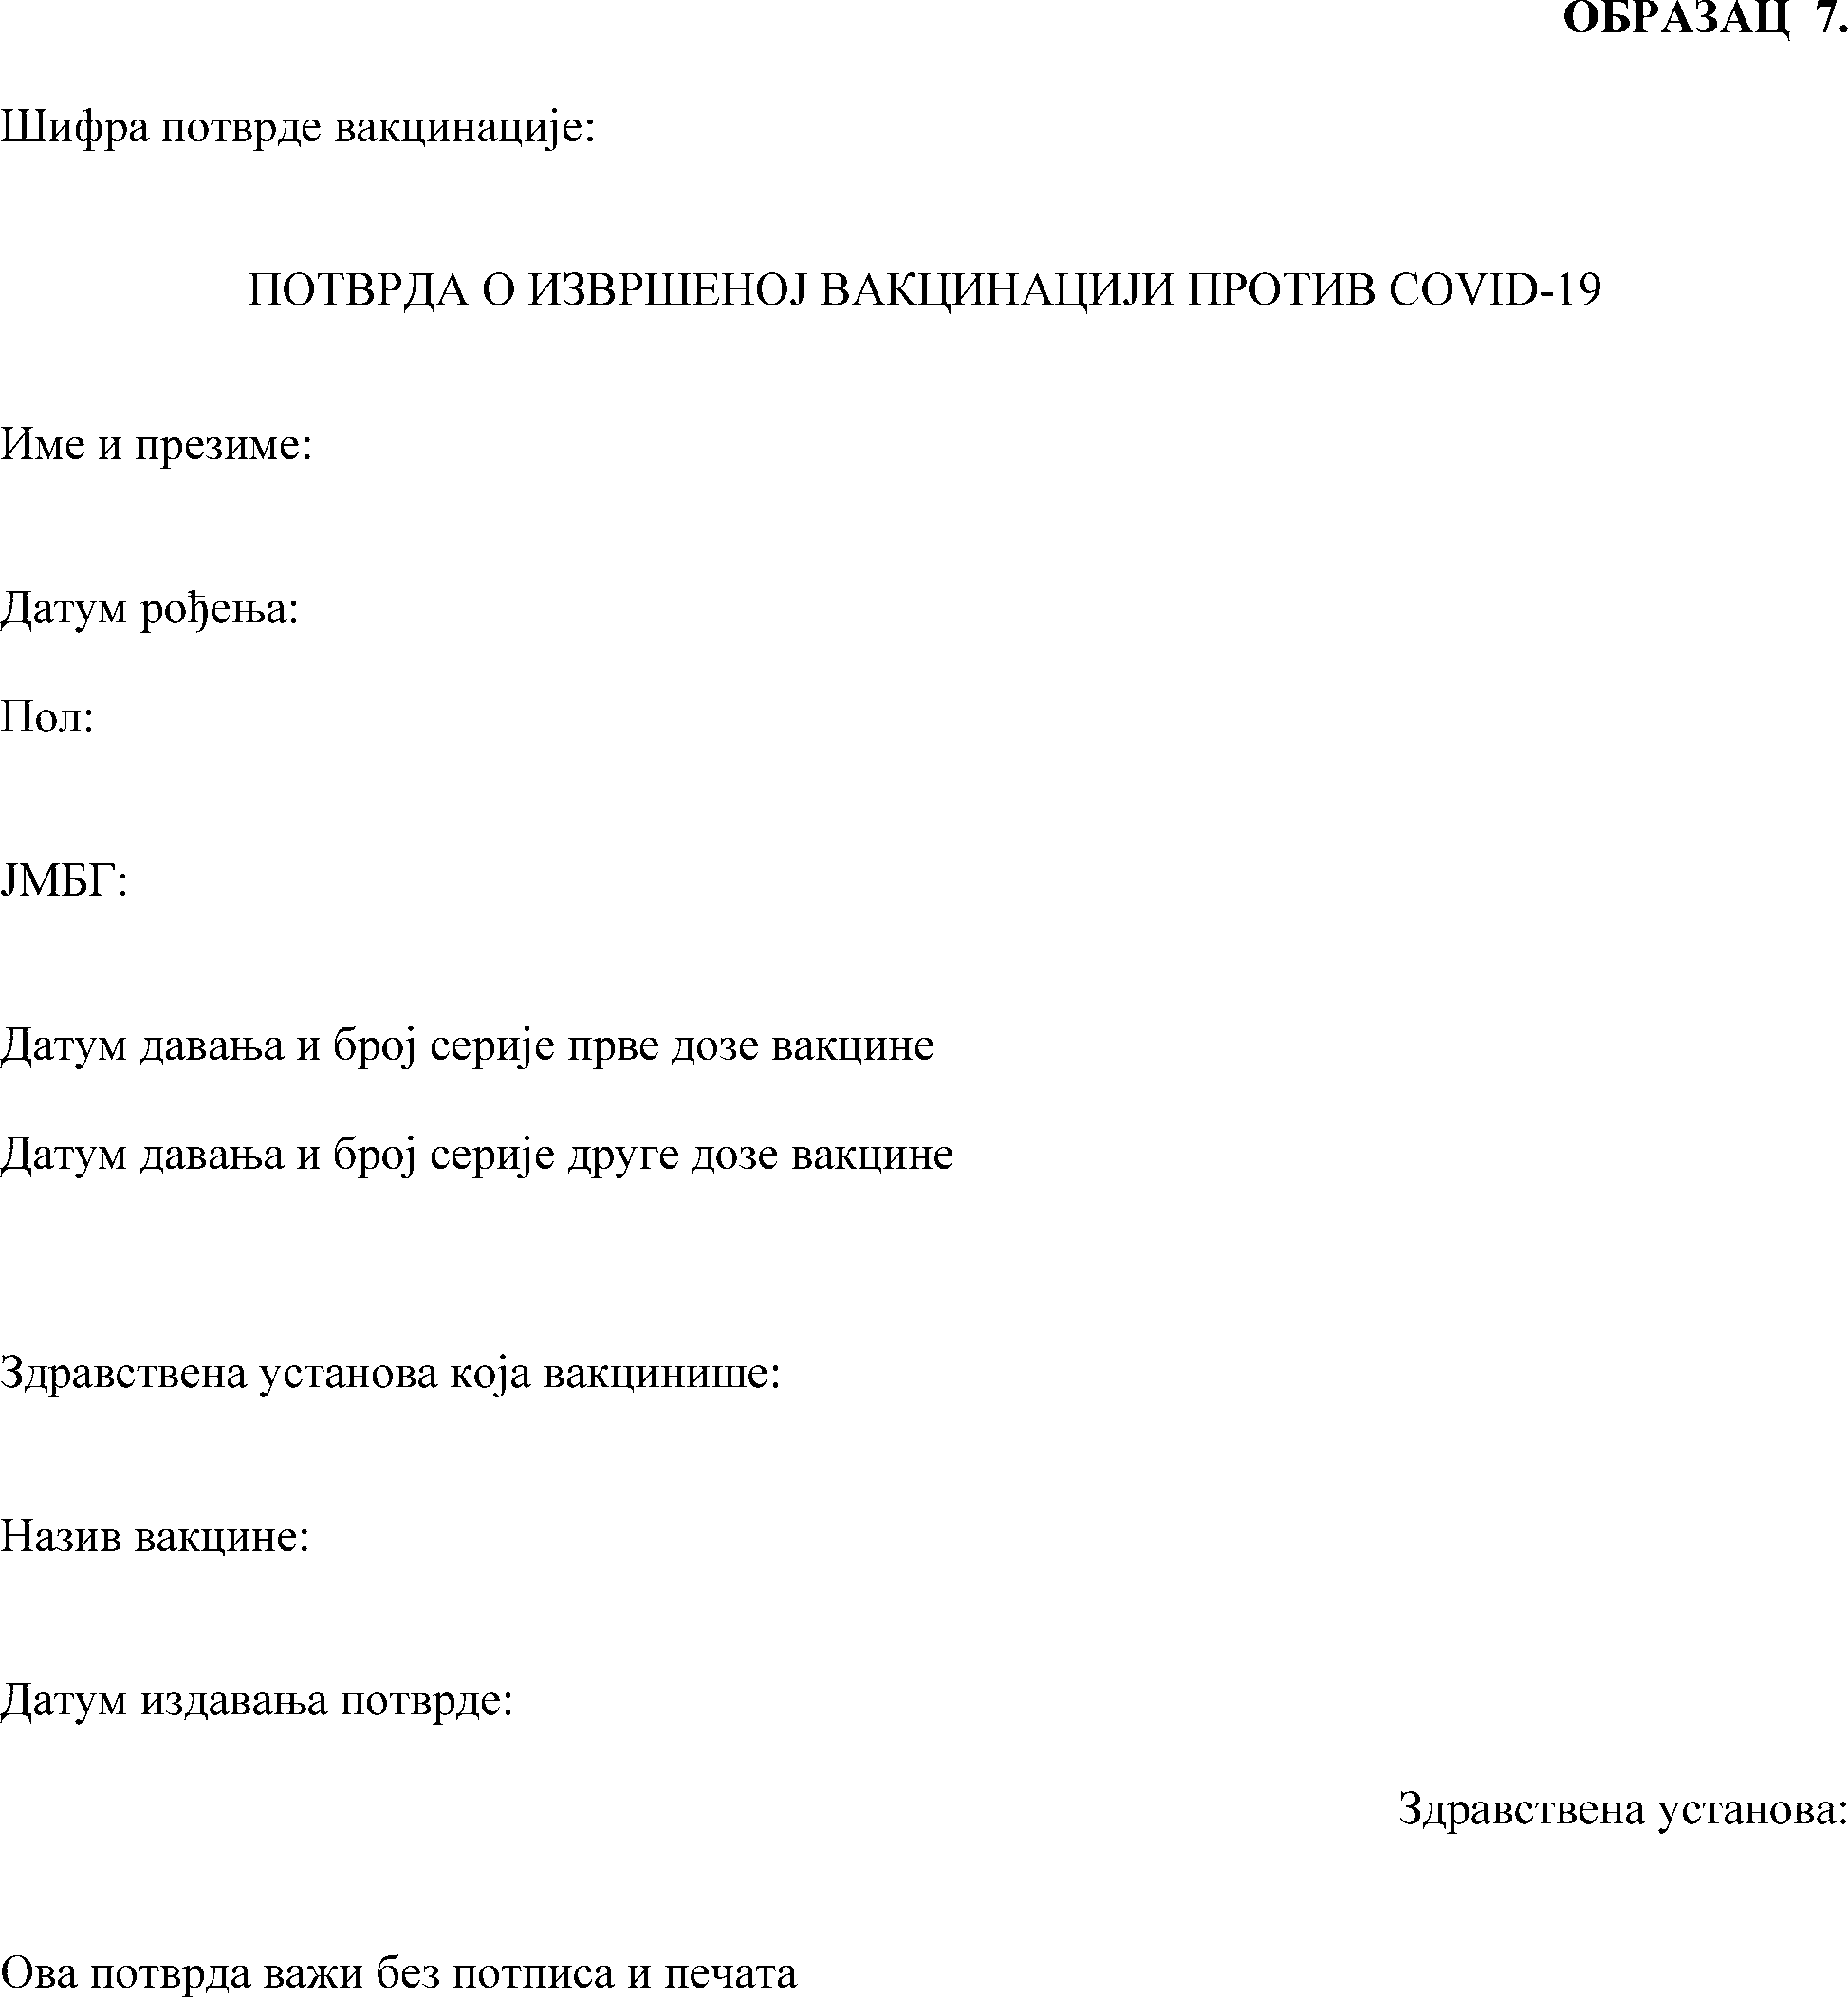 ОБРАЗАЦ 7.
Шифра потврде вакцинације:
ПОТВРДА О ИЗВРШЕНОЈ ВАКЦИНАЦИЈИ ПРОТИВ COVID-19
Име и презиме:
Датум рођења:
Пол:
ЈМБГ:
Датум давања и број серије прве дозе вакцине
Датум давања и број серије друге дозе вакцине
Здравствена установа која вакцинише:
Назив вакцине:
Датум издавања потврде:
Здравствена установа:
Ова потврда важи без потписа и печата